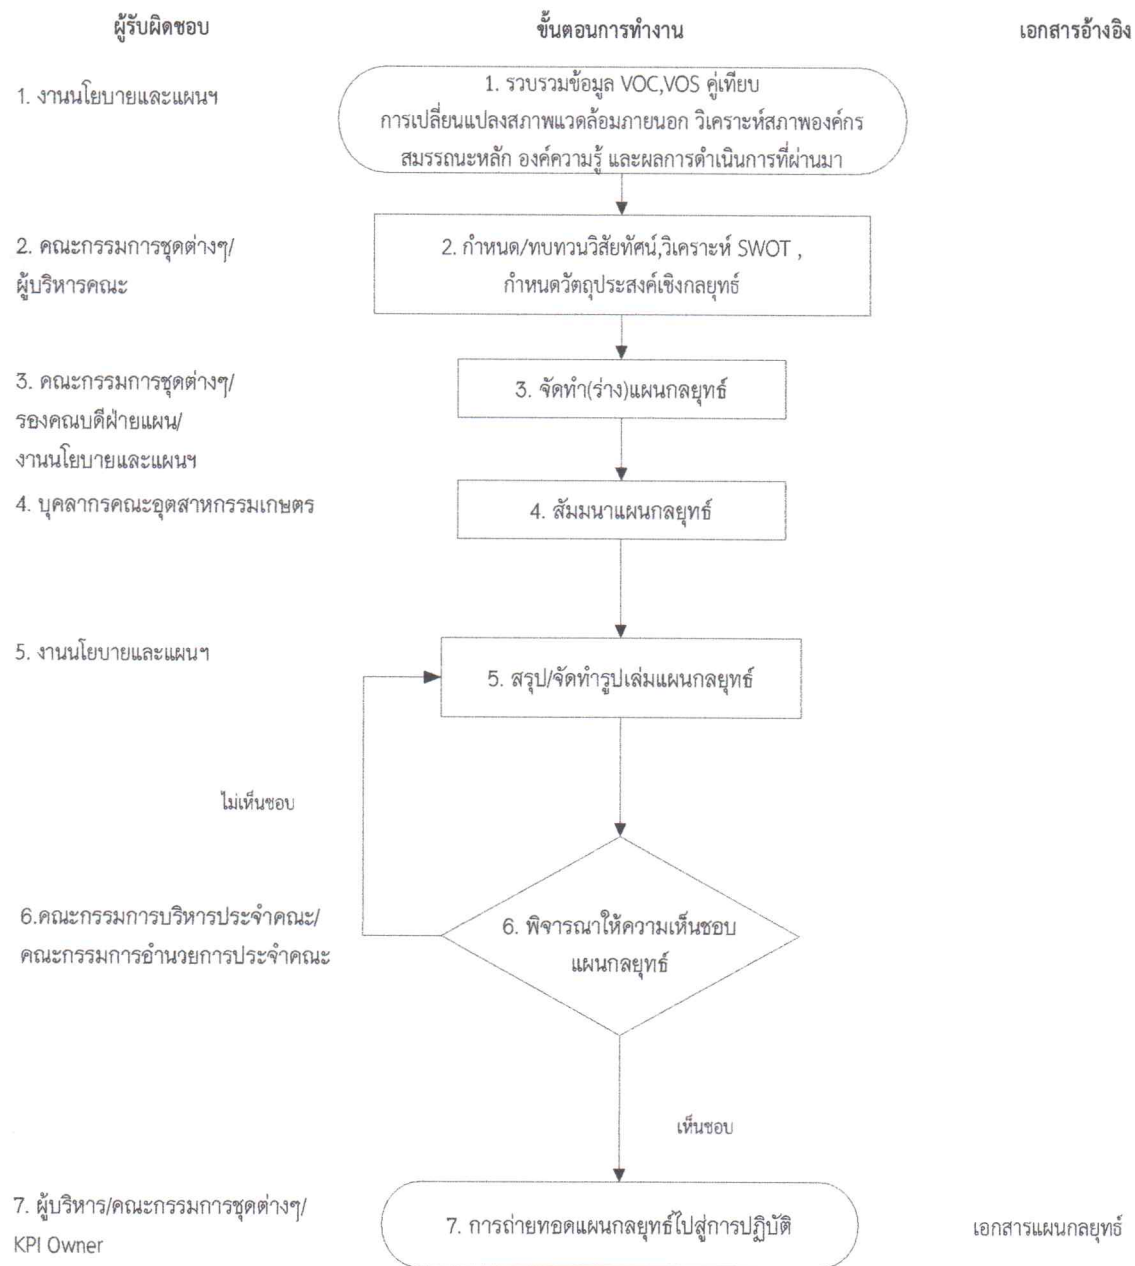 ผู้รับผิดชอบ
ขั้นตอนการทำงาน
เอกสารอ้างอิง
1. งานนโยบายและแผนฯ
1. รวบรวมข้อมูล VOC,VOS คู่เทียบ
การเปลี่ยนแปลงสภาพแวดล้อมภายนอก วิเคราะห์สภาพองค์กร
สมรรถนะหลัก องค์ความรู้ และผลการดำเนินการที่ผ่านมา
2. คณะกรรมการชุดต่างๆ/
ผู้บริหารคณะ
2. กำหนด/ทบทวนวิสัยทัศน์,วิเคราะห์ SWOT ,
กำหนดวัตถุประสงค์เชิงกลยุทธ์
3. คณะกรรมการชุดต่างๆ/
รองคณบดีฝ่ายแผน/
งานนโยบายและแผนฯ
3. จัดทำ(ร่าง)แผนกลยุทธ์
4. บุคลากรคณะอุตสาหกรรมเกษตร
4. สัมมนาแผนกลยุทธ์
5. งานนโยบายและแผนฯ
5. สรุป/จัดทำรูปเล่มแผนกลยุทธ์
ไม่เห็นชอบ
6.คณะกรรมการบริหารประจำคณะ/
คณะกรรมการอำนวยการประจำคณะ
6. พิจารณาให้ความเห็นชอบ
แผนกลยุทธ์
เห็นชอบ
7. ผู้บริหาร/คณะกรรมการชุดต่างๆ/
KPI Owner
7. การถ่ายทอดแผนกลยุทธ์ไปสู่การปฏิบัติ
เอกสารแผนกลยุทธ์